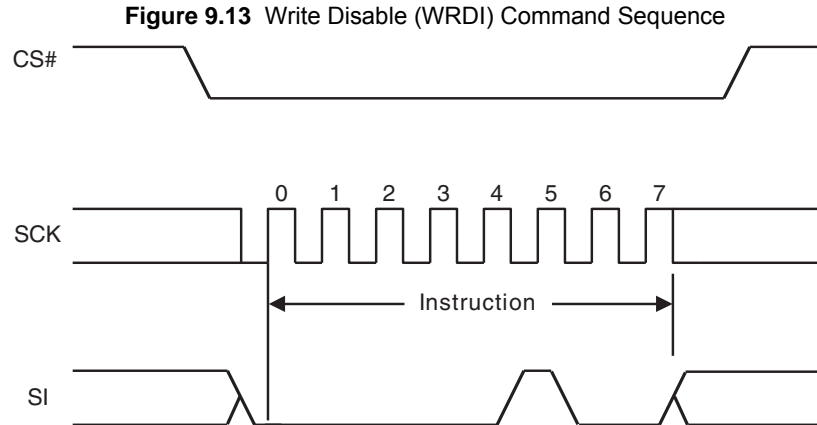 Figure 9.13 Write Disable (WRDI) Command Sequence
CS#
0 1 2 3 4 5 6 7
SCK
Instruction
SI